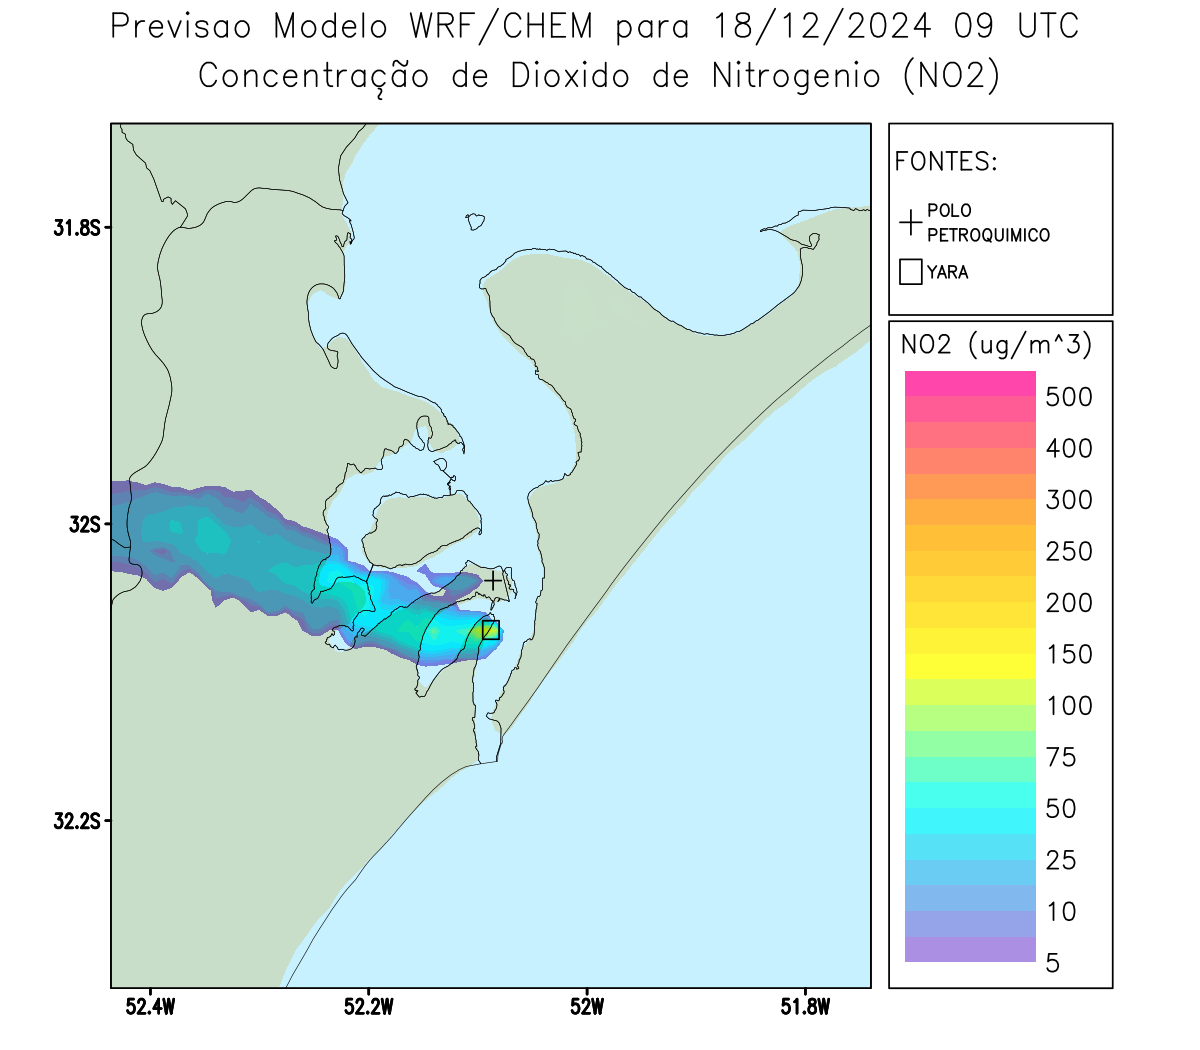 Previsao Modelo WRF/CHEM para 18/12/2024 09 UTC
Concentração de Dioxido de Nitrogenio (NO2)
FONTES:
POLO
PETROQUIMICO
YARA
31.8S
32S
32.2S
52.4W
52.2W
52W
51.8W
NO2 (ug/m^3)
500
400
300
250
200
150
100
75
50
25
10
5